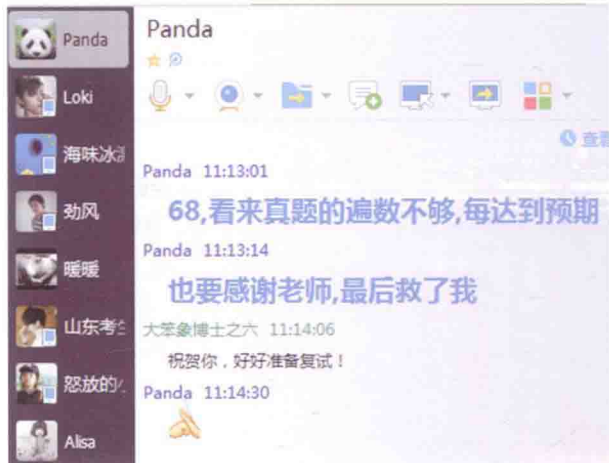 Panda
Panda
Loki
海味冰
查看
Panda 11:13:01
68,看来真题的遍数不够,每达到预期
劲风
Panda 11:13:14
暖暖
也要感谢老师,最后救了我
山东考生
大笨象博士之六 11:14:06
祝贺你，好好准备复试！
怒放的
Panda 11:14:30
Alisa